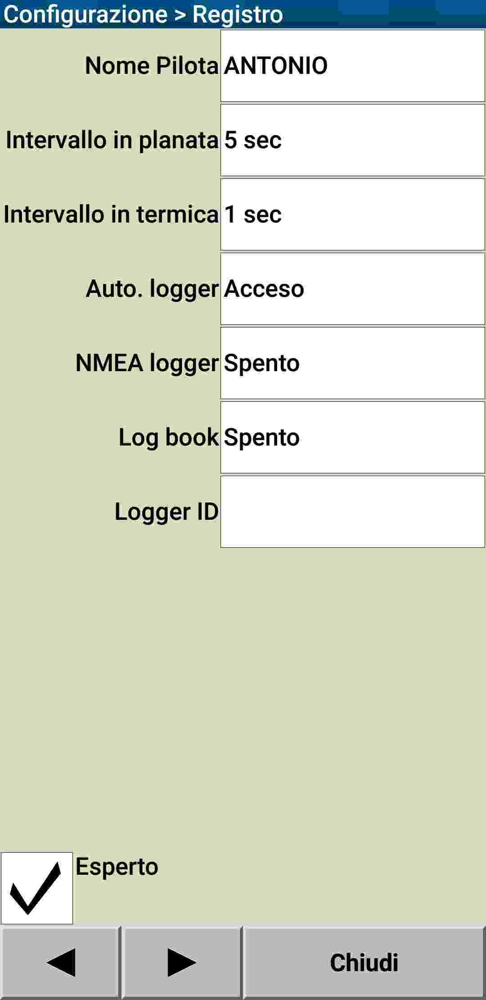 Configurazione > Registro
Nome Pilota ANTONIO
Intervallo in planata 5 sec
Intervallo in termica 1 sec
Auto. logger Acceso
NMEA logger Spento
Log book Spento
Logger ID
Esperto
Chiudi